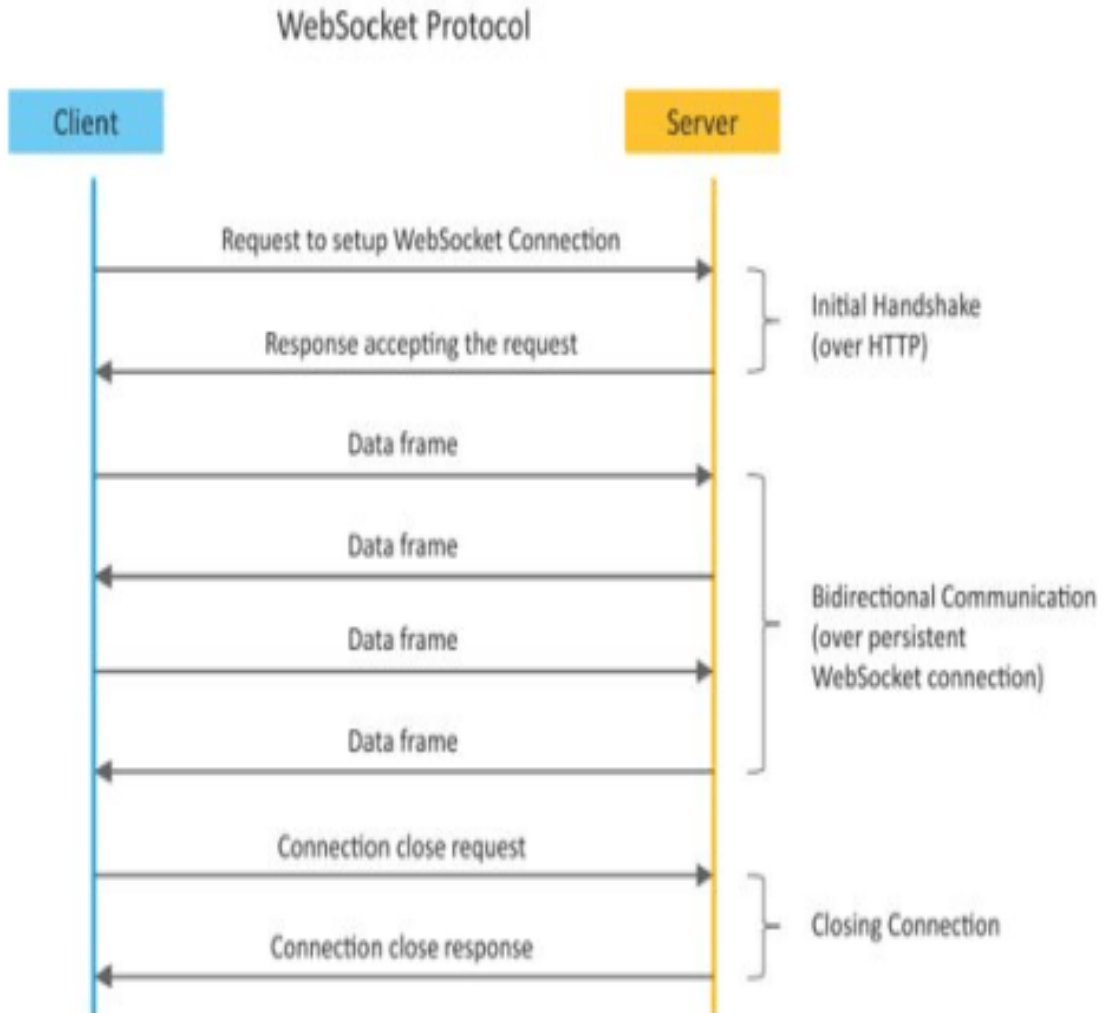 WebSocket Protocol
Client
Server
Request to setup WebSocket Connection
Response accepting the request
Initial Handshake
(over HTTP)
Data frame
Data frame
Data frame
Data frame
Bidirectional Communication
(over persistent
WebSocket connection)
Connection close request
Connection close response
Closing Connection